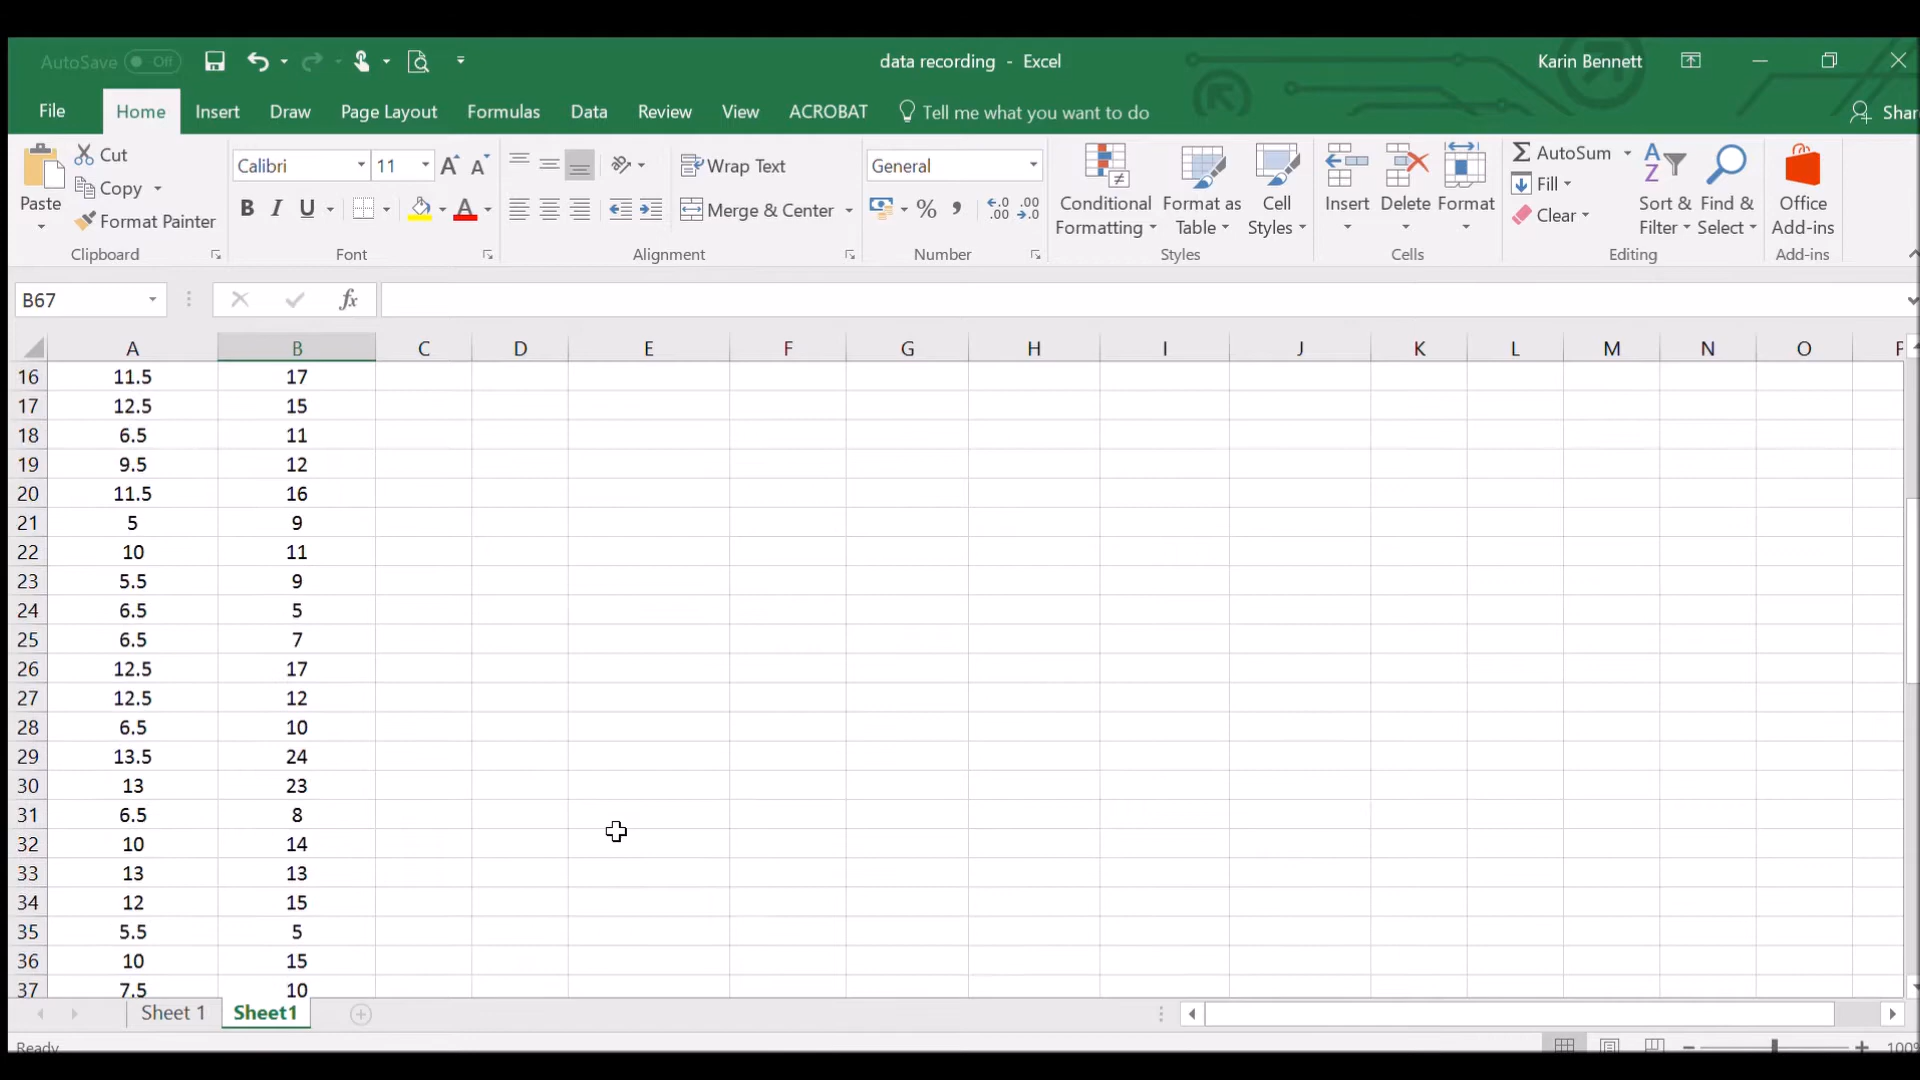 AutoSave Off data recording - Excel Karin Bennett
File Home Insert Draw Page Layout Formulas Data Review View ACROBAT Tell me what you want to do Shar
Paste Cut Copy Format Painter Clipboard
Calibri 11 A A B I U A Font
Wrap Text Merge & Center Alignment
General % , .0 .00 .00 .0 Number
Conditional Formatting Format as Table Cell Styles Styles
Insert Delete Format Cells
AutoSum Fill Clear Sort & Filter Find & Select Editing
Office Add-ins Add-ins
B67 fx
A B C D E F G H I J K L M N O P
16 11.5 17
17 12.5 15
18 6.5 11
19 9.5 12
20 11.5 16
21 5 9
22 10 11
23 5.5 9
24 6.5 5
25 6.5 7
26 12.5 17
27 12.5 12
28 6.5 10
29 13.5 24
30 13 23
31 6.5 8
32 10 14
33 13 13
34 12 15
35 5.5 5
36 10 15
37 7.5 10
Sheet 1 Sheet1
Ready 100%